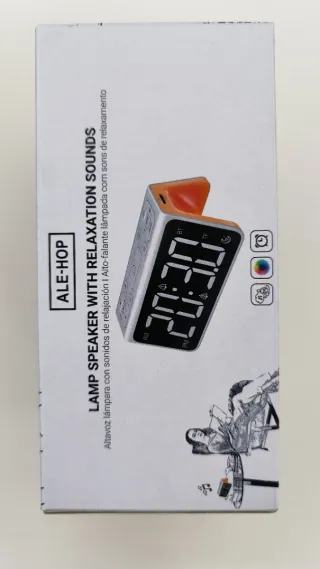 ALE-HOP
LAMP SPEAKER WITH RELAXATION SOUNDS
Altavoz lámpara con sonidos de relajación I Alto-falante lâmpada com sons de relaxamento